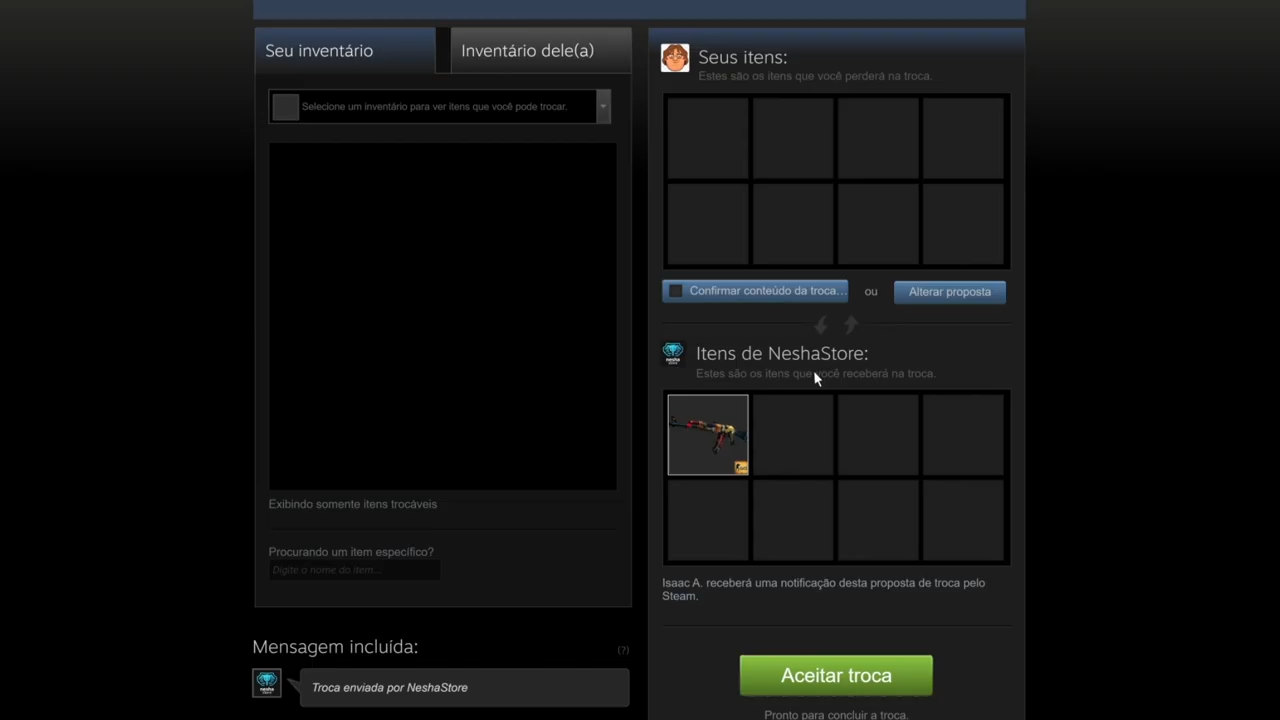 Seu inventário
Inventário dele(a)
Selecione um inventário para ver itens que você pode trocar.
Exibindo somente itens trocáveis
Procurando um item específico?
Digite o nome do item...
Mensagem incluída:
(?)
Troca enviada por NeshaStore
Seus itens:
Estes são os itens que você perderá na troca.
Confirmar conteúdo da troca...
ou
Alterar proposta
Itens de NeshaStore:
Estes são os itens que você receberá na troca.
Isaac A. receberá uma notificação desta proposta de troca pelo
Steam.
Aceitar troca
Pronto para concluir a troca.